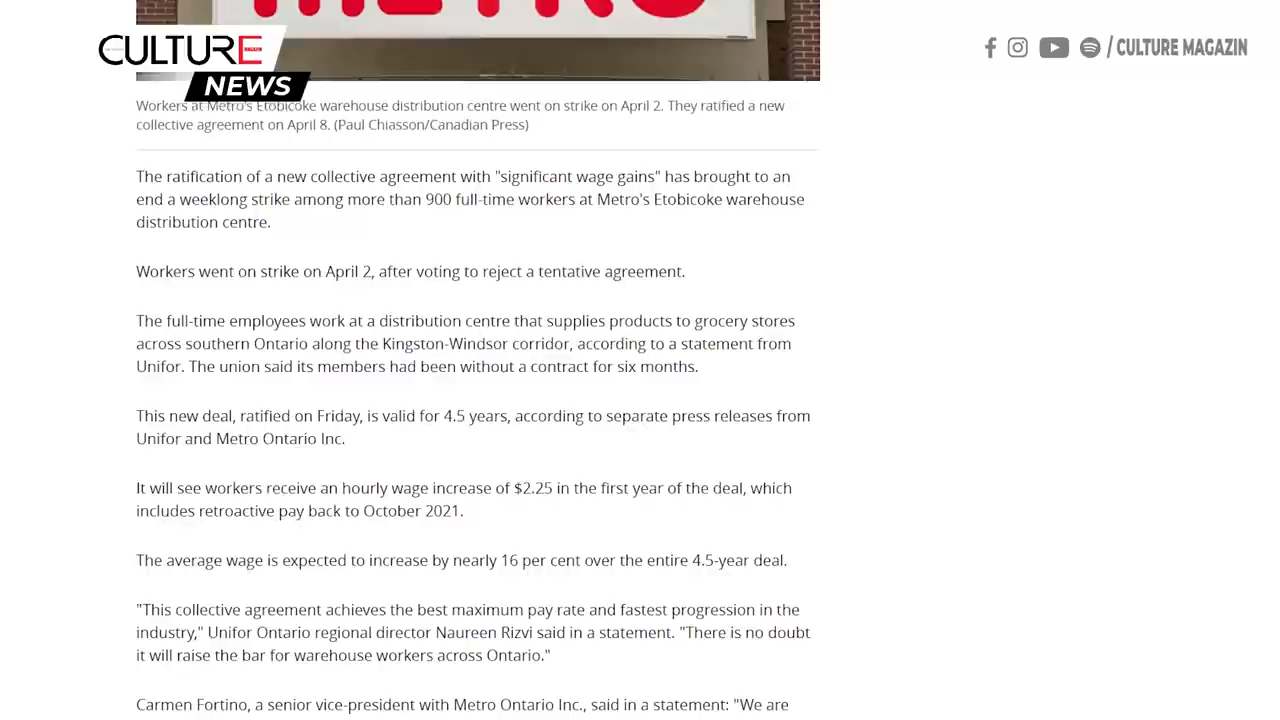 METRO
CULTURE
NEWS
/ CULTURE MAGAZIN
Workers at Metro's Etobicoke warehouse distribution centre went on strike on April 2. They ratified a new
collective agreement on April 8. (Paul Chiasson/Canadian Press)
The ratification of a new collective agreement with "significant wage gains" has brought to an
end a weeklong strike among more than 900 full-time workers at Metro's Etobicoke warehouse
distribution centre.
Workers went on strike on April 2, after voting to reject a tentative agreement.
The full-time employees work at a distribution centre that supplies products to grocery stores
across southern Ontario along the Kingston-Windsor corridor, according to a statement from
Unifor. The union said its members had been without a contract for six months.
This new deal, ratified on Friday, is valid for 4.5 years, according to separate press releases from
Unifor and Metro Ontario Inc.
It will see workers receive an hourly wage increase of $2.25 in the first year of the deal, which
includes retroactive pay back to October 2021.
The average wage is expected to increase by nearly 16 per cent over the entire 4.5-year deal.
"This collective agreement achieves the best maximum pay rate and fastest progression in the
industry," Unifor Ontario regional director Naureen Rizvi said in a statement. "There is no doubt
it will raise the bar for warehouse workers across Ontario."
Carmen Fortino, a senior vice-president with Metro Ontario Inc., said in a statement: "We are